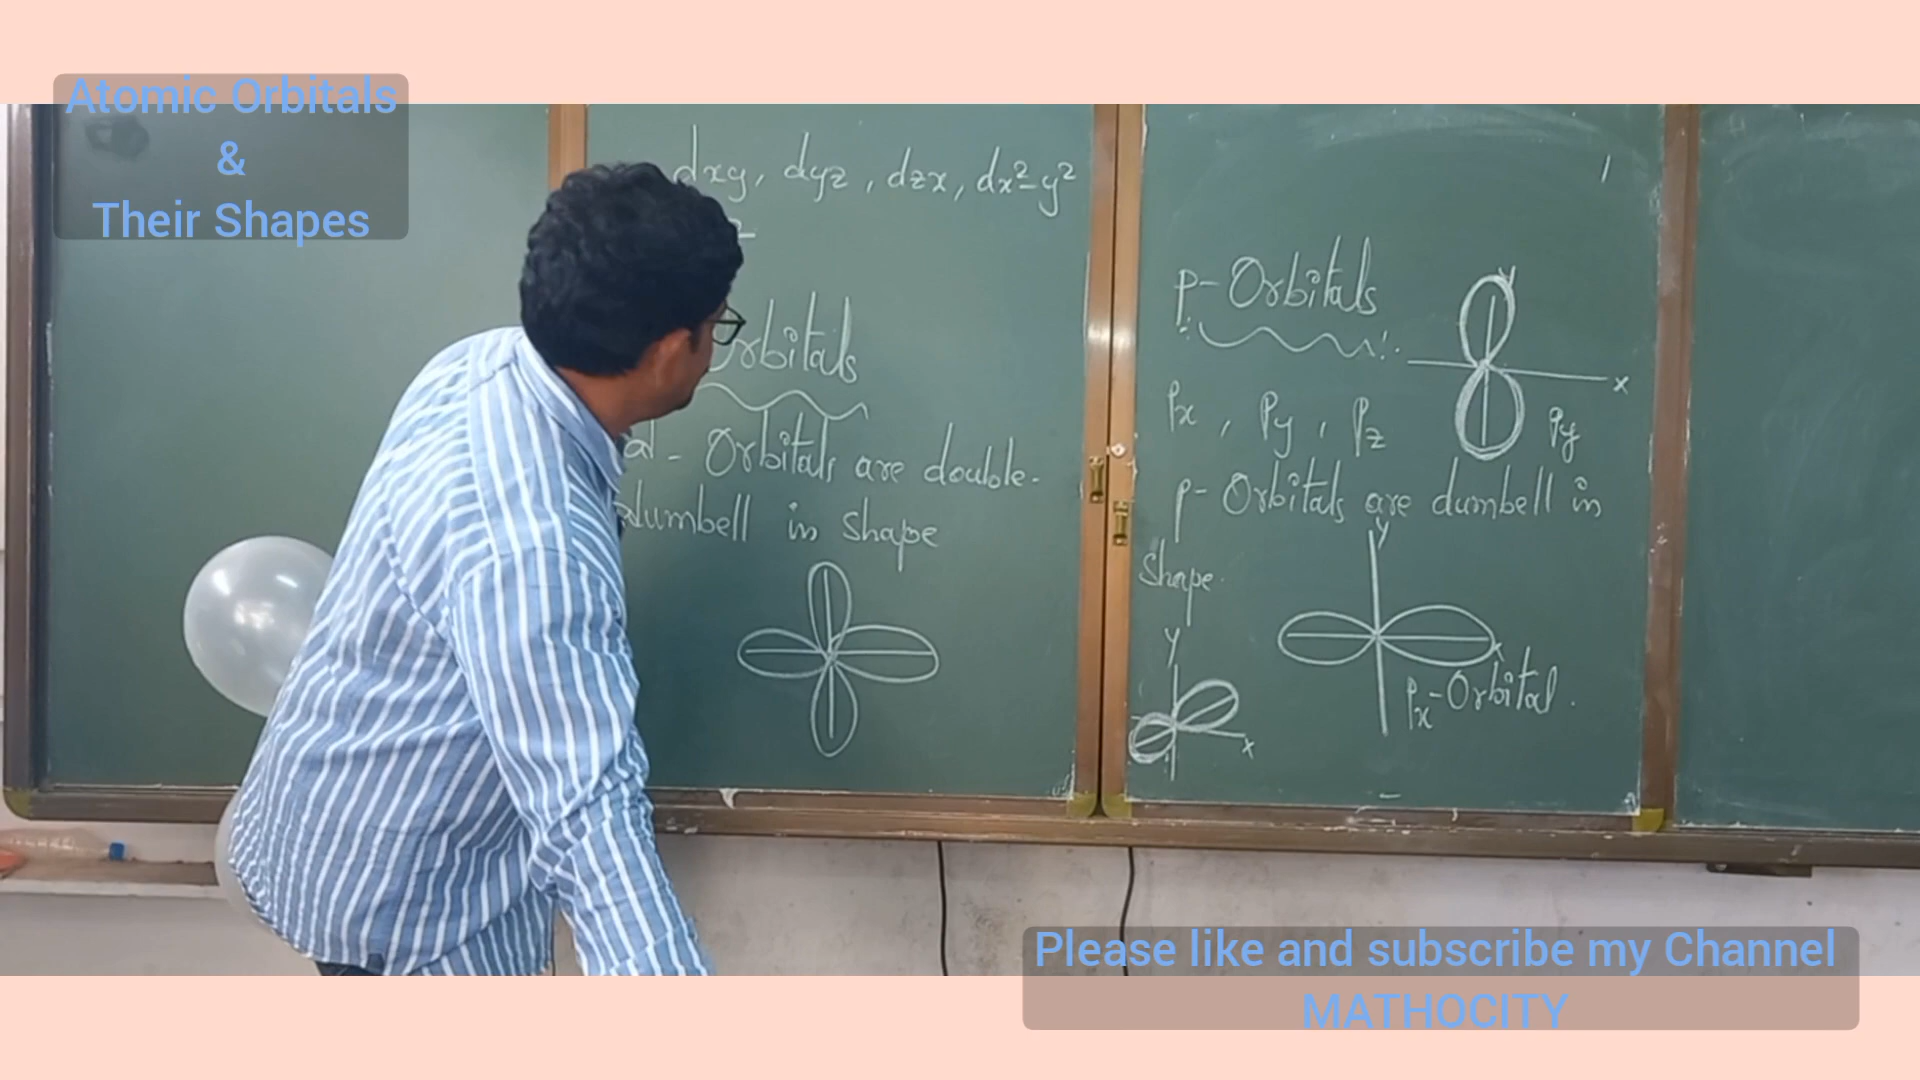 Atomic Orbitals
&
Their Shapes
dxy, dyz, dzx, dx²-y²
2
Orbitals
d - Orbitals are double-
dumbell in shape
p-Orbitals
Px, Py, Pz
p- Orbitals are dumbell in
Shape.
y
x
Py
y
x
Px-Orbital.
y
x
Please like and subscribe my Channel
MATHOCITY